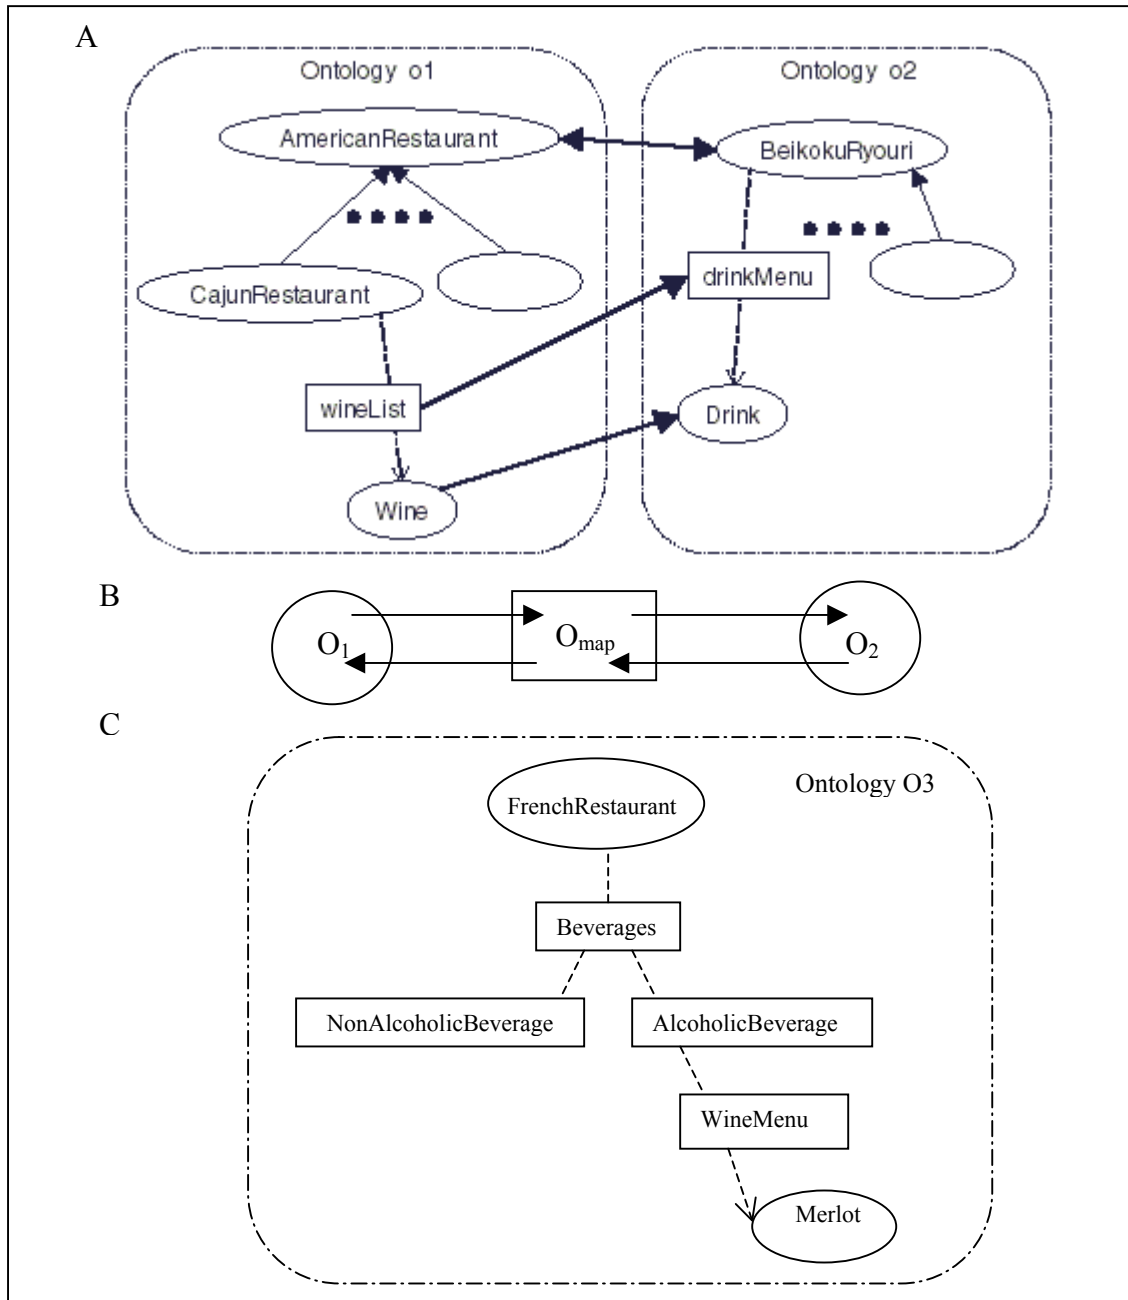 A
Ontology o1
Ontology o2
AmericanRestaurant
BeikokuRyouri
CajunRestaurant
drinkMenu
wineList
Drink
Wine
B
O1
Omap
O2
C
Ontology O3
FrenchRestaurant
Beverages
NonAlcoholicBeverage
AlcoholicBeverage
WineMenu
Merlot